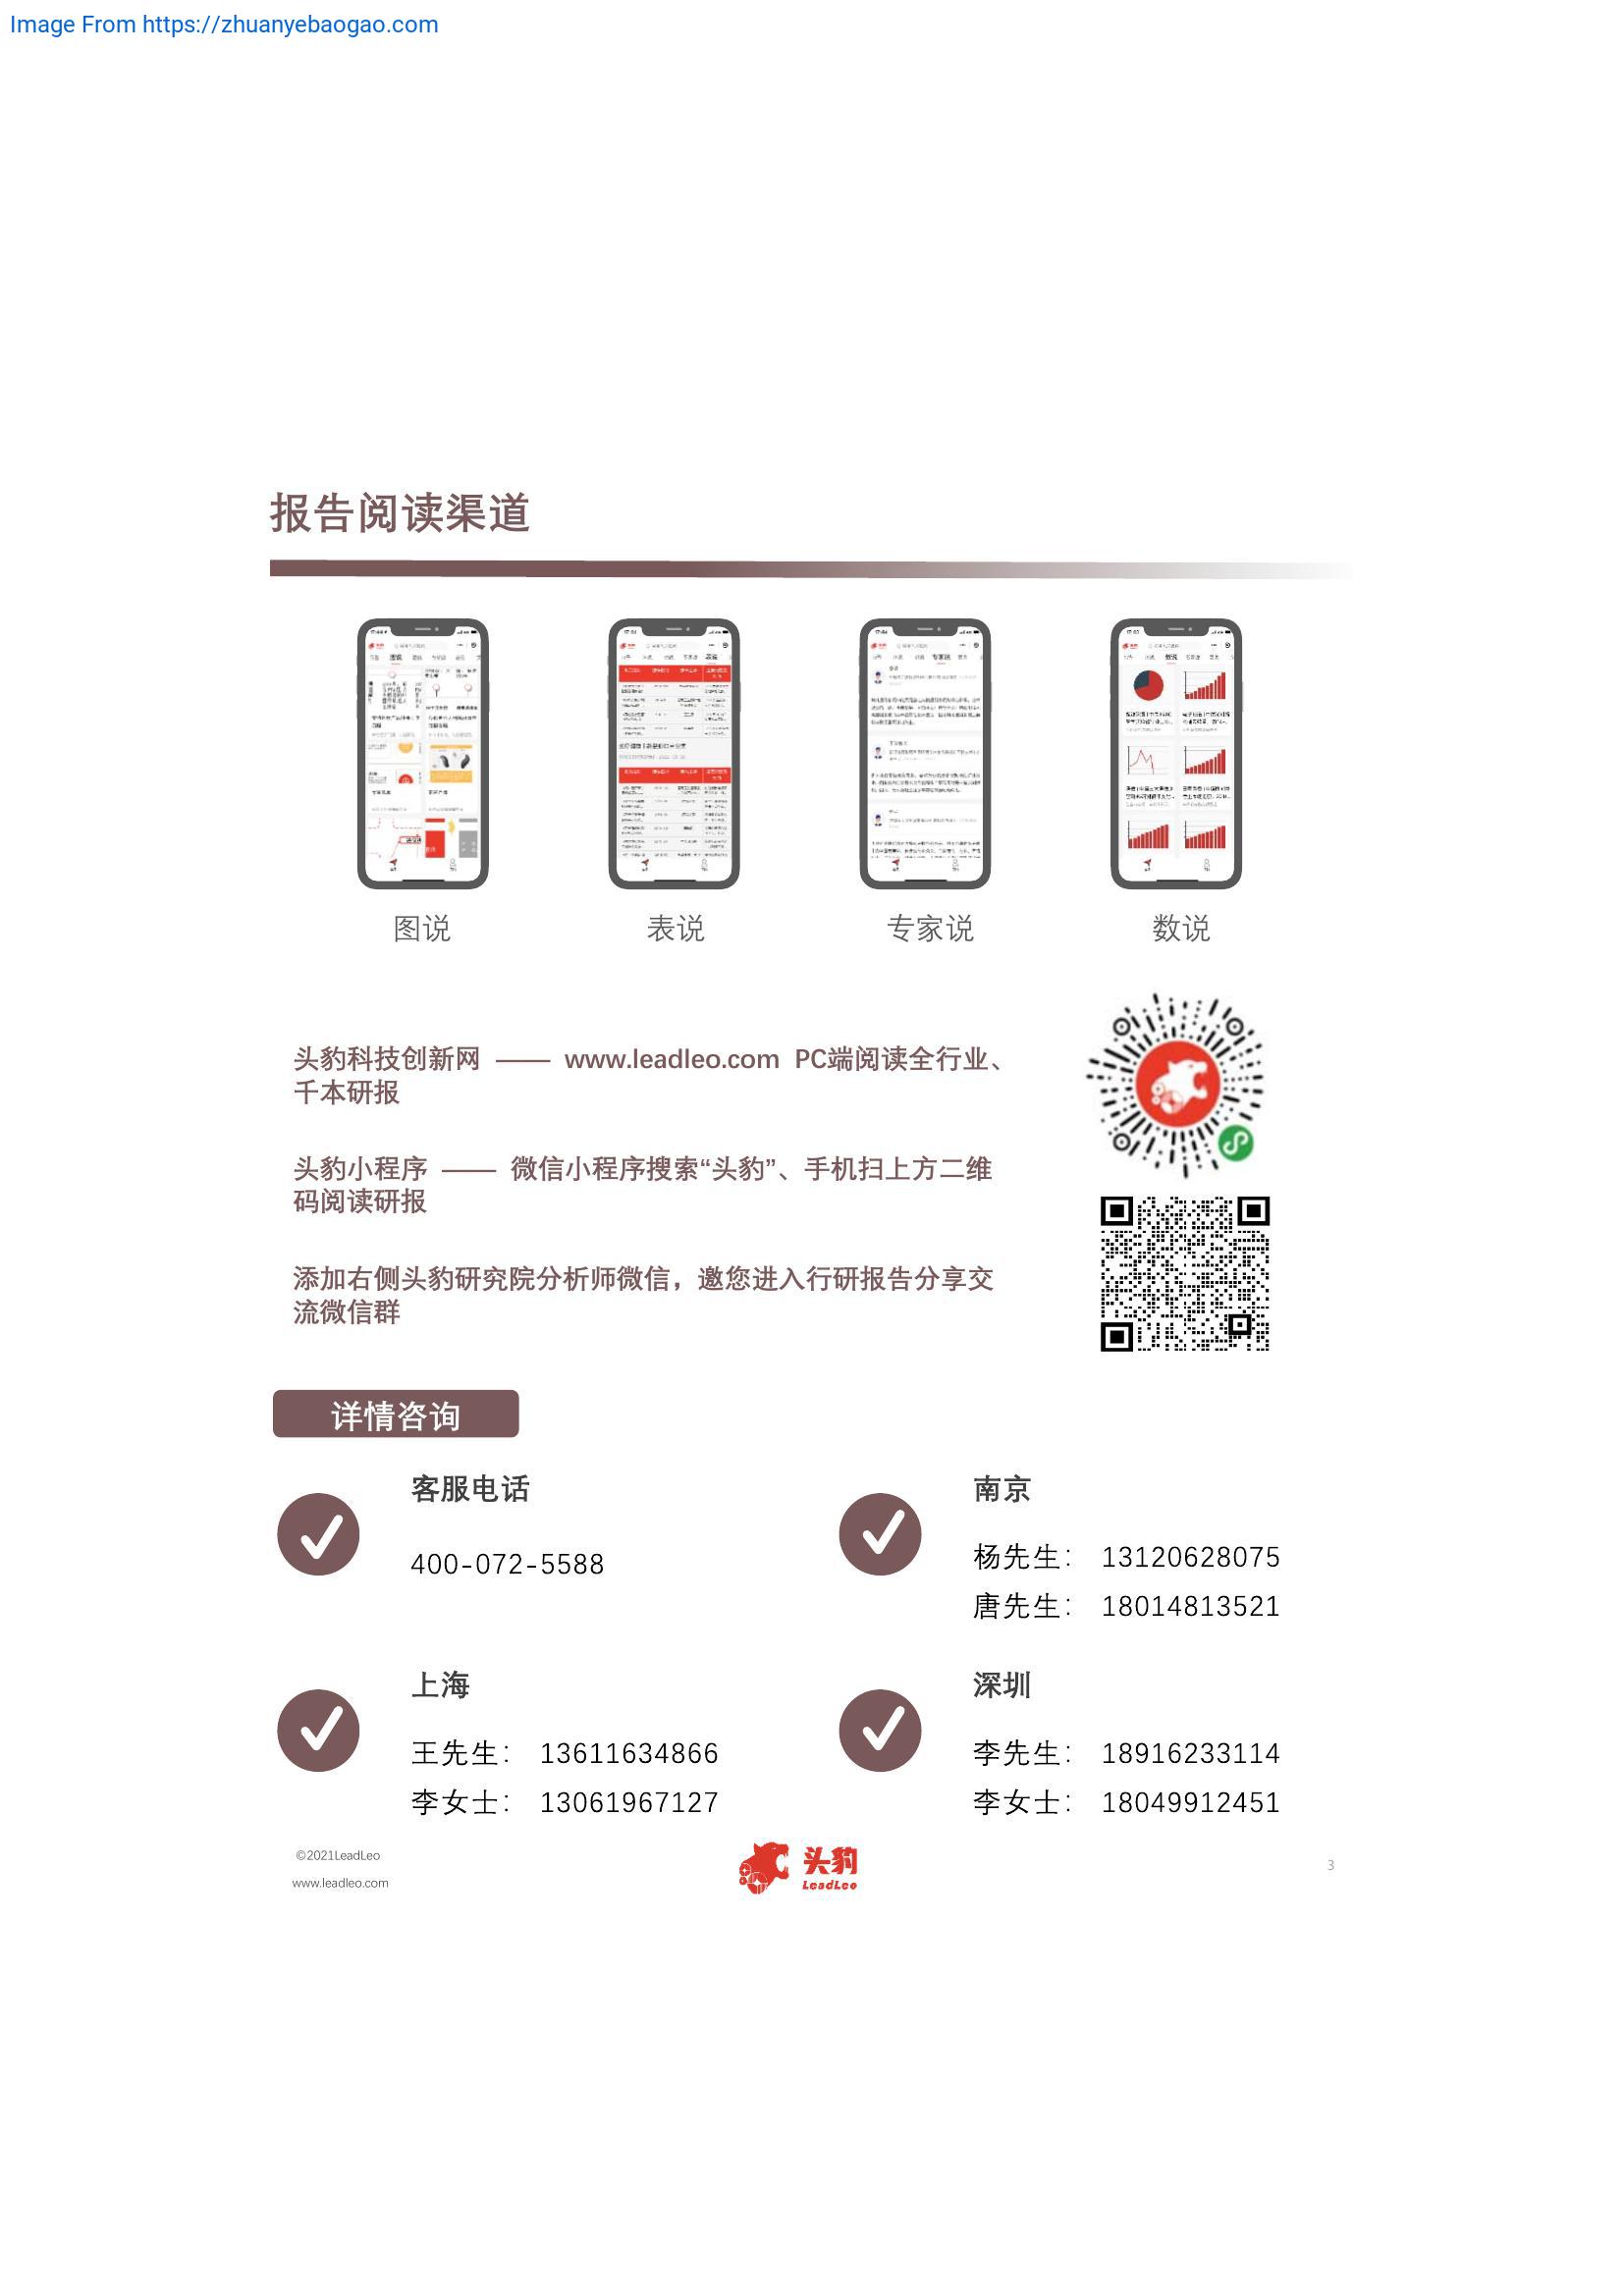 Image From https://zhuanyebaogao.com
报告阅读渠道
图说
表说
专家说
数说
头豹科技创新网 —— www.leadleo.com PC端阅读全行业、
千本研报
头豹小程序 —— 微信小程序搜索“头豹”、手机扫上方二维
码阅读研报
添加右侧头豹研究院分析师微信，邀您进入行研报告分享交
流微信群
详情咨询
客服电话
400-072-5588
南京
杨先生： 13120628075
唐先生： 18014813521
上海
王先生： 13611634866
李女士： 13061967127
深圳
李先生： 18916233114
李女士： 18049912451
©2021LeadLeo
www.leadleo.com
头豹
LeadLeo
3